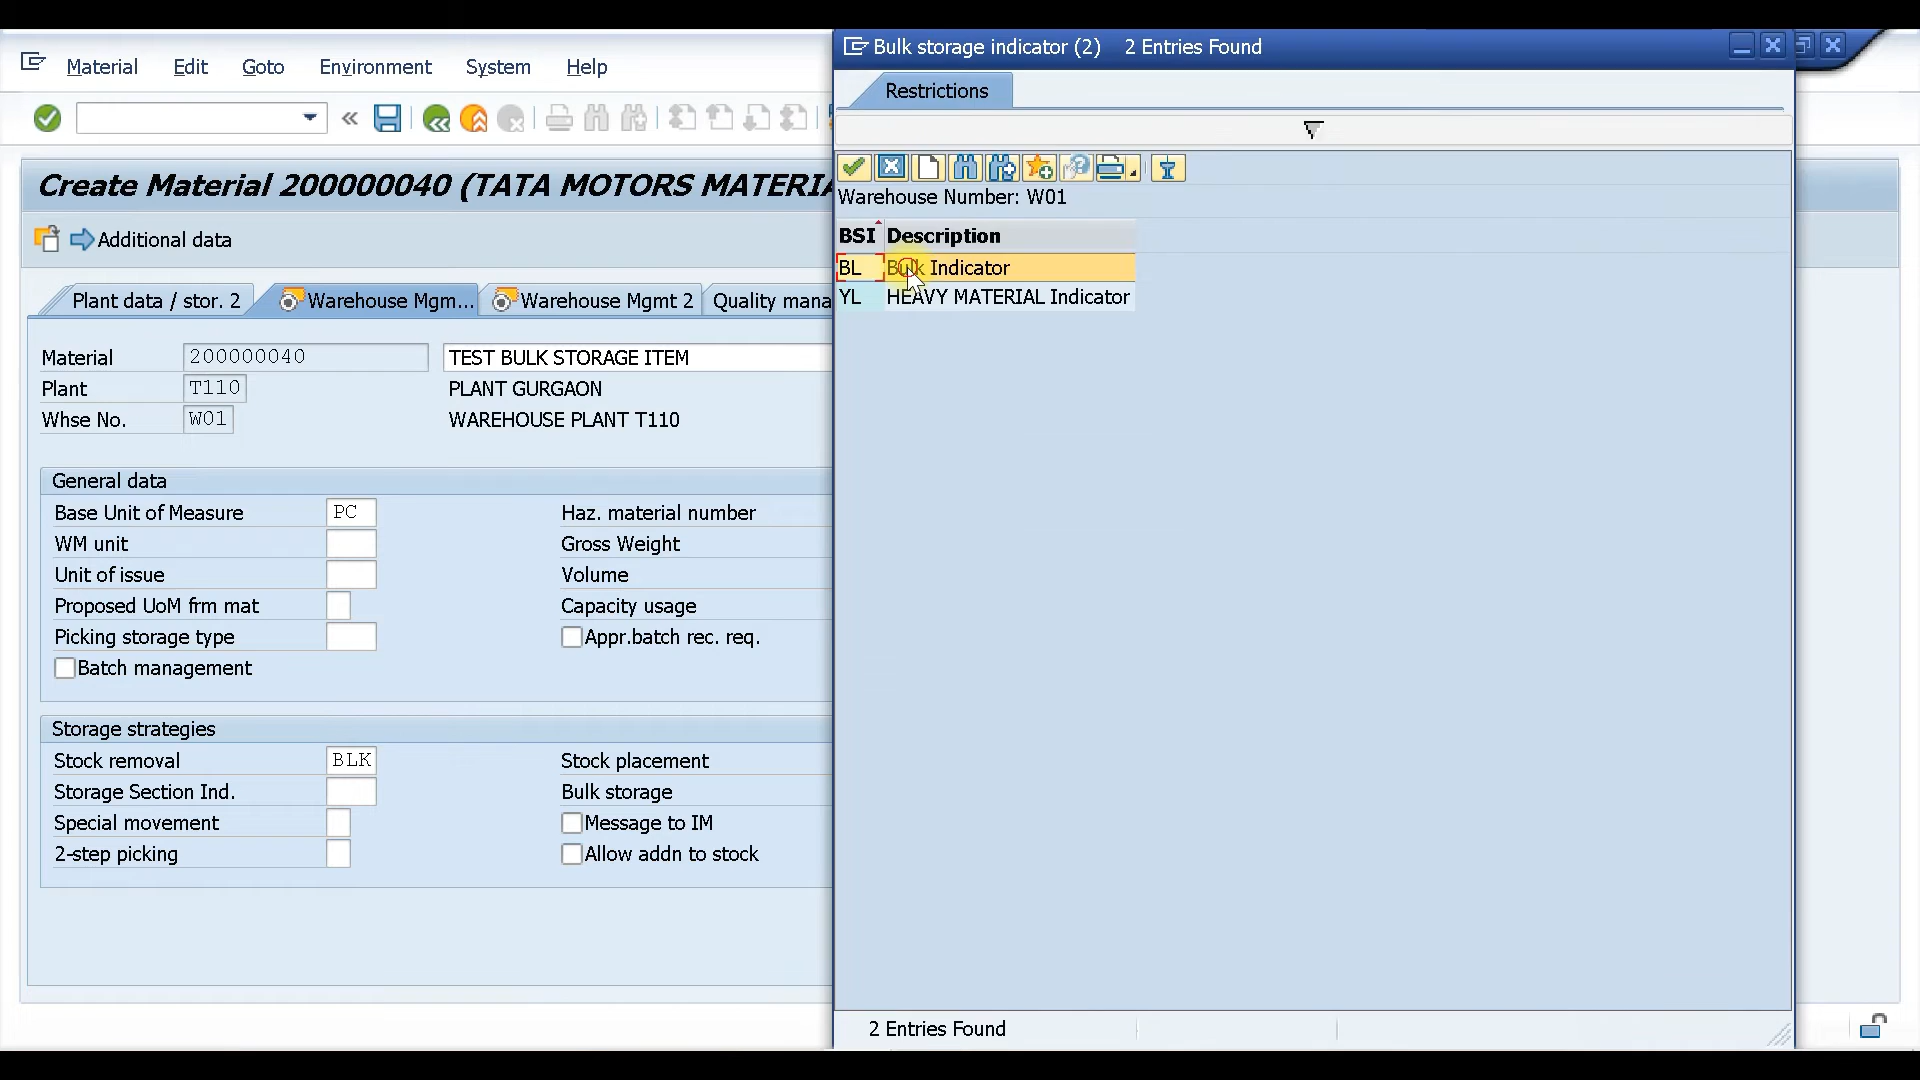 Material Edit Goto Environment System Help
Create Material 200000040 (TATA MOTORS MATERIA
Additional data
Plant data / stor. 2 Warehouse Mgm... Warehouse Mgmt 2 Quality mana
Material 200000040 TEST BULK STORAGE ITEM
Plant T110 PLANT GURGAON
Whse No. W01 WAREHOUSE PLANT T110
General data
Base Unit of Measure PC Haz. material number
WM unit Gross Weight
Unit of issue Volume
Proposed UoM frm mat Capacity usage
Picking storage type Appr.batch rec. req.
Batch management
Storage strategies
Stock removal BLK Stock placement
Storage Section Ind. Bulk storage
Special movement Message to IM
2-step picking Allow addn to stock
Bulk storage indicator (2) 2 Entries Found
Restrictions
Warehouse Number: W01
BSI Description
BL Bulk Indicator
YL HEAVY MATERIAL Indicator
2 Entries Found